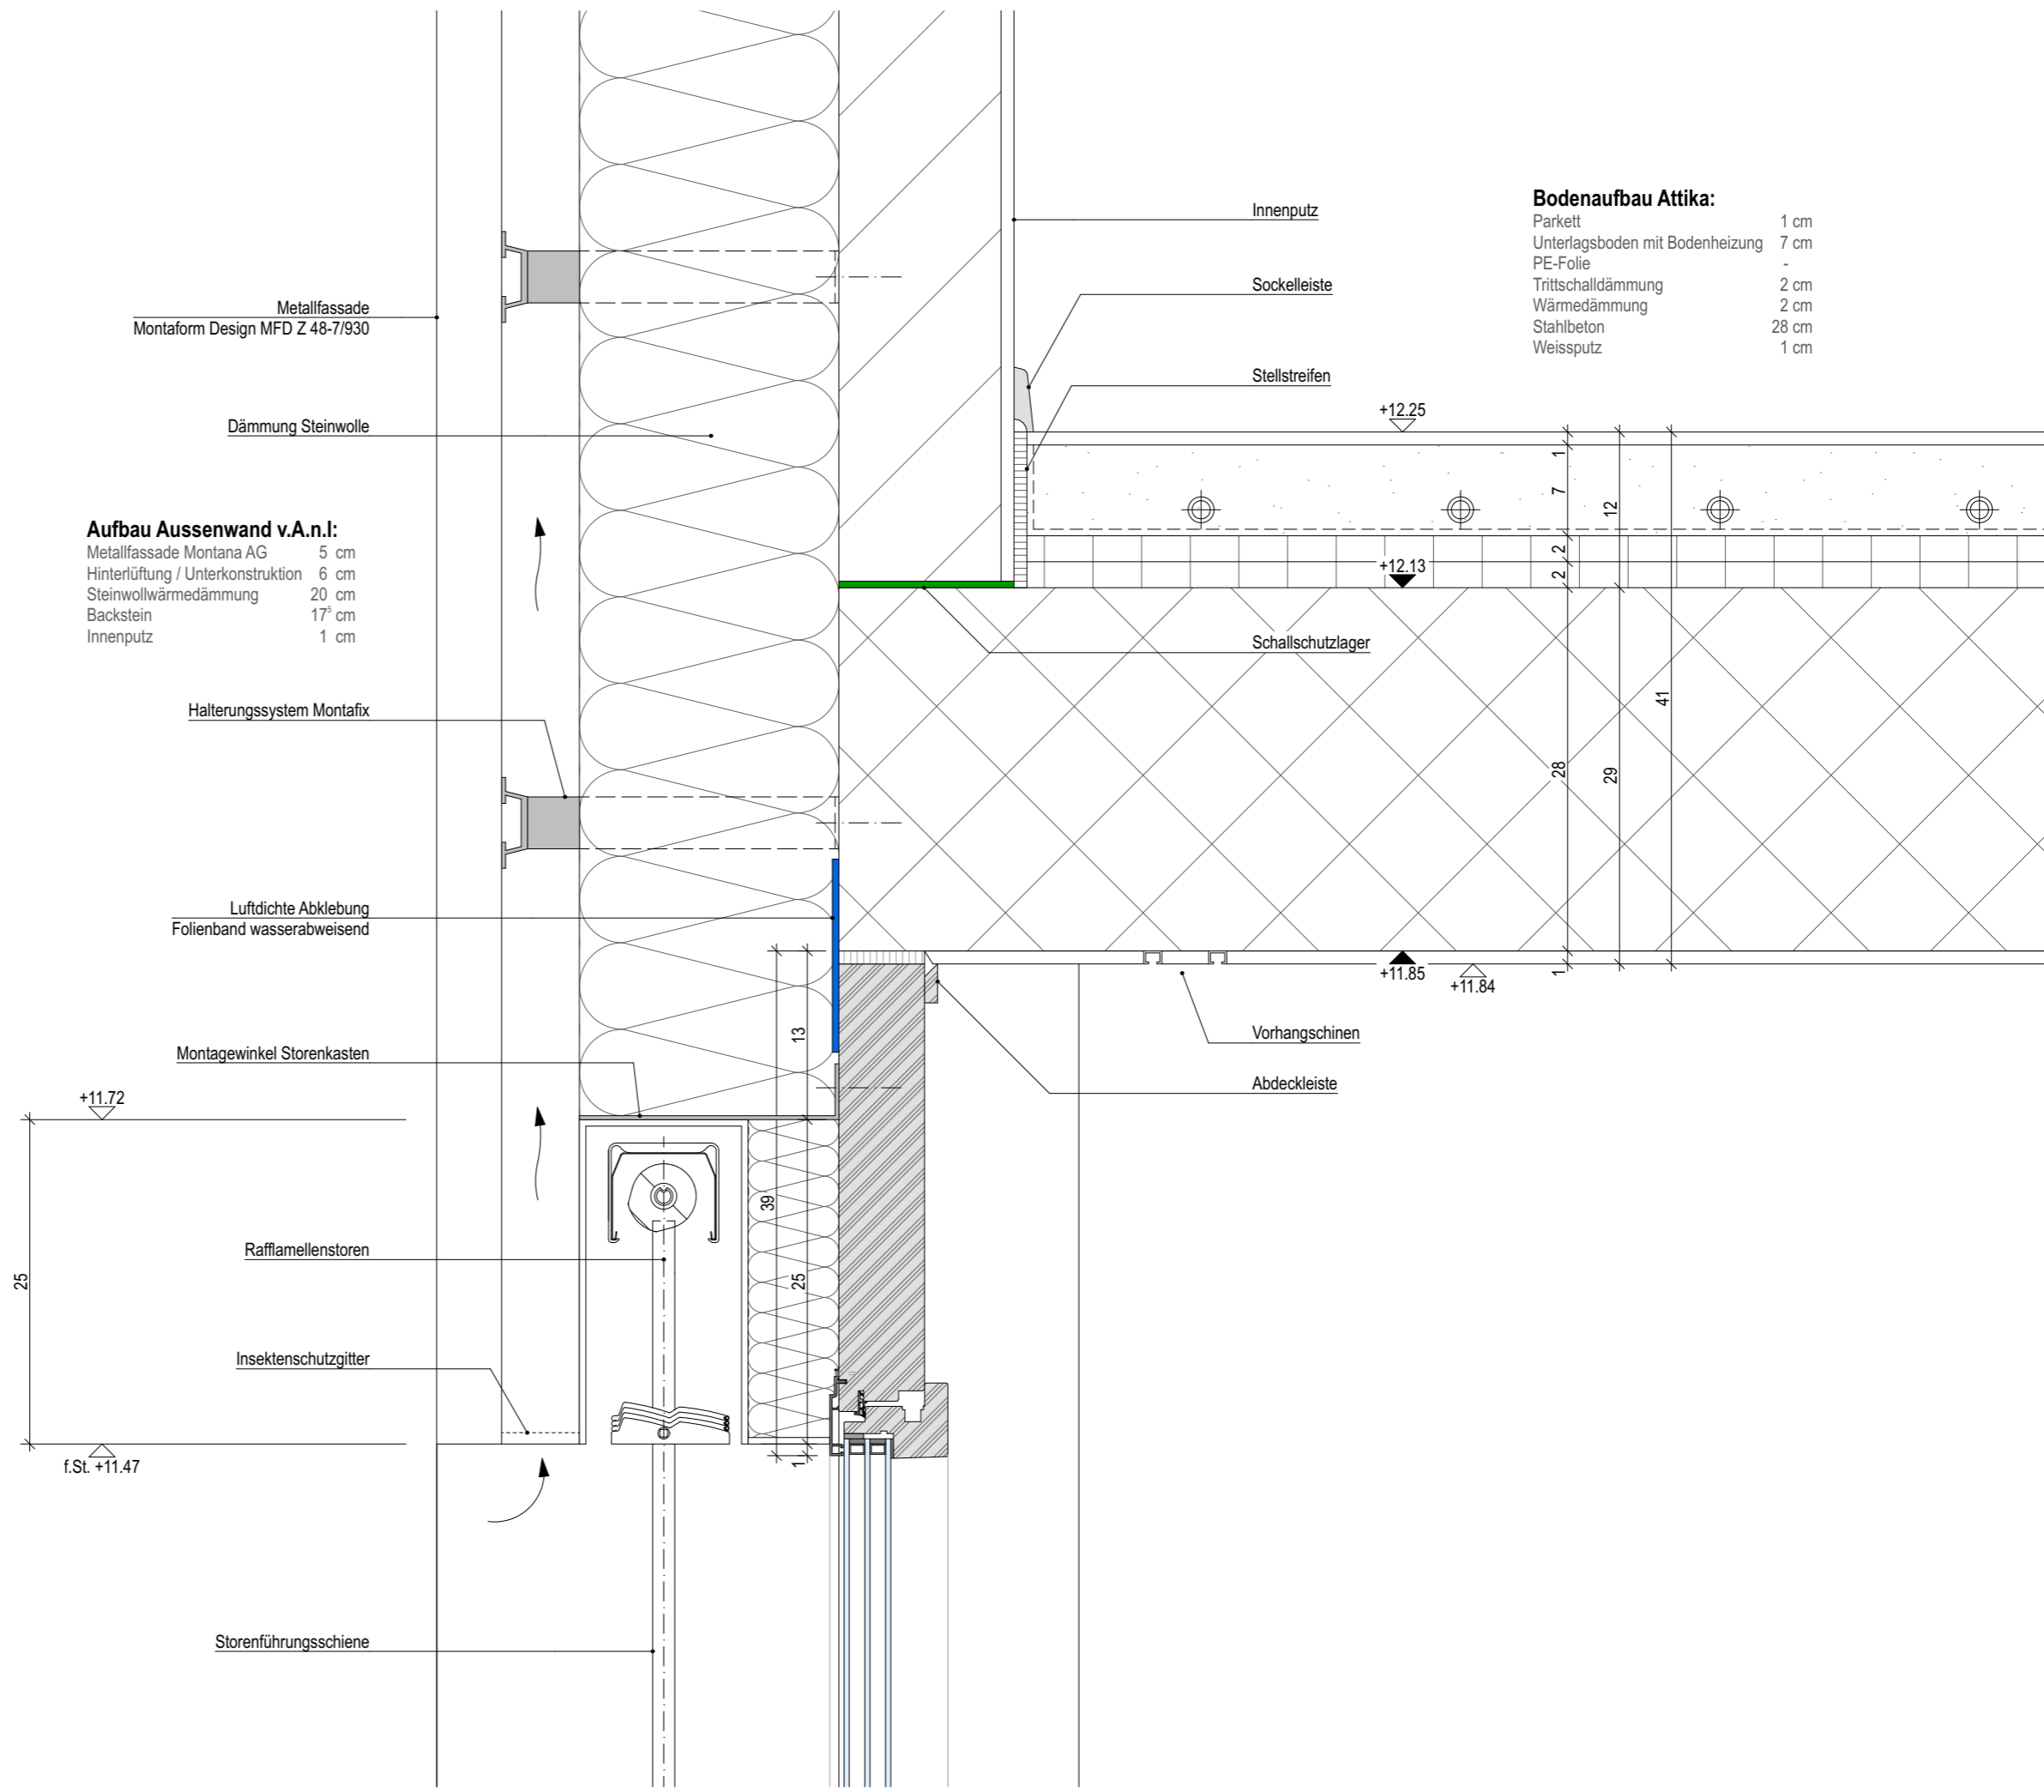 Innenputz
Bodenaufbau Attika:
Parkett 1 cm
Unterlagsboden mit Bodenheizung 7 cm
PE-Folie -
Trittschalldämmung 2 cm
Wärmedämmung 2 cm
Stahlbeton 28 cm
Weissputz 1 cm
Sockelleiste
Metallfassade
Montaform Design MFD Z 48-7/930
Stellstreifen
+12.25
Dämmung Steinwolle
1
7
12
2
2
+12.13
Aufbau Aussenwand v.A.n.I:
Metallfassade Montana AG 5 cm
Hinterlüftung / Unterkonstruktion 6 cm
Steinwollwärmedämmung 20 cm
Backstein 17⁵ cm
Innenputz 1 cm
Schallschutzlager
Halterungssystem Montafix
41
28
29
Luftdichte Abklebung
Folienband wasserabweisend
+11.85
+11.84
1
13
Vorhangschinen
Montagewinkel Storenkasten
Abdeckleiste
+11.72
39
Rafflamellenstoren
25
25
Insektenschutzgitter
1
f.St. +11.47
Storenführungsschiene